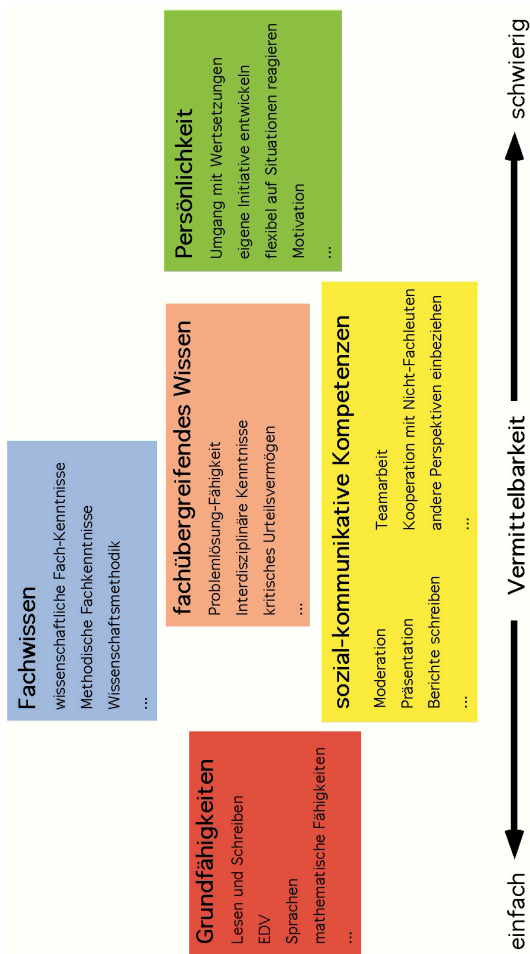 Fachwissen
wissenschaftliche Fach-Kenntnisse
Methodische Fachkenntnisse
Wissenschaftsmethodik
...
Grundfähigkeiten
Lesen und Schreiben
EDV
Sprachen
mathematische Fähigkeiten
...
fachübergreifendes Wissen
Problemlösung-Fähigkeit
Interdisziplinäre Kenntnisse
kritisches Urteilsvermögen
...
Persönlichkeit
Umgang mit Wertsetzungen
eigene Initiative entwickeln
flexibel auf Situationen reagieren
Motivation
...
sozial-kommunikative Kompetenzen
Moderation
Präsentation
Berichte schreiben
...
Teamarbeit
Kooperation mit Nicht-Fachleuten
andere Perspektiven einbeziehen
...
einfach
Vermittelbarkeit
schwierig